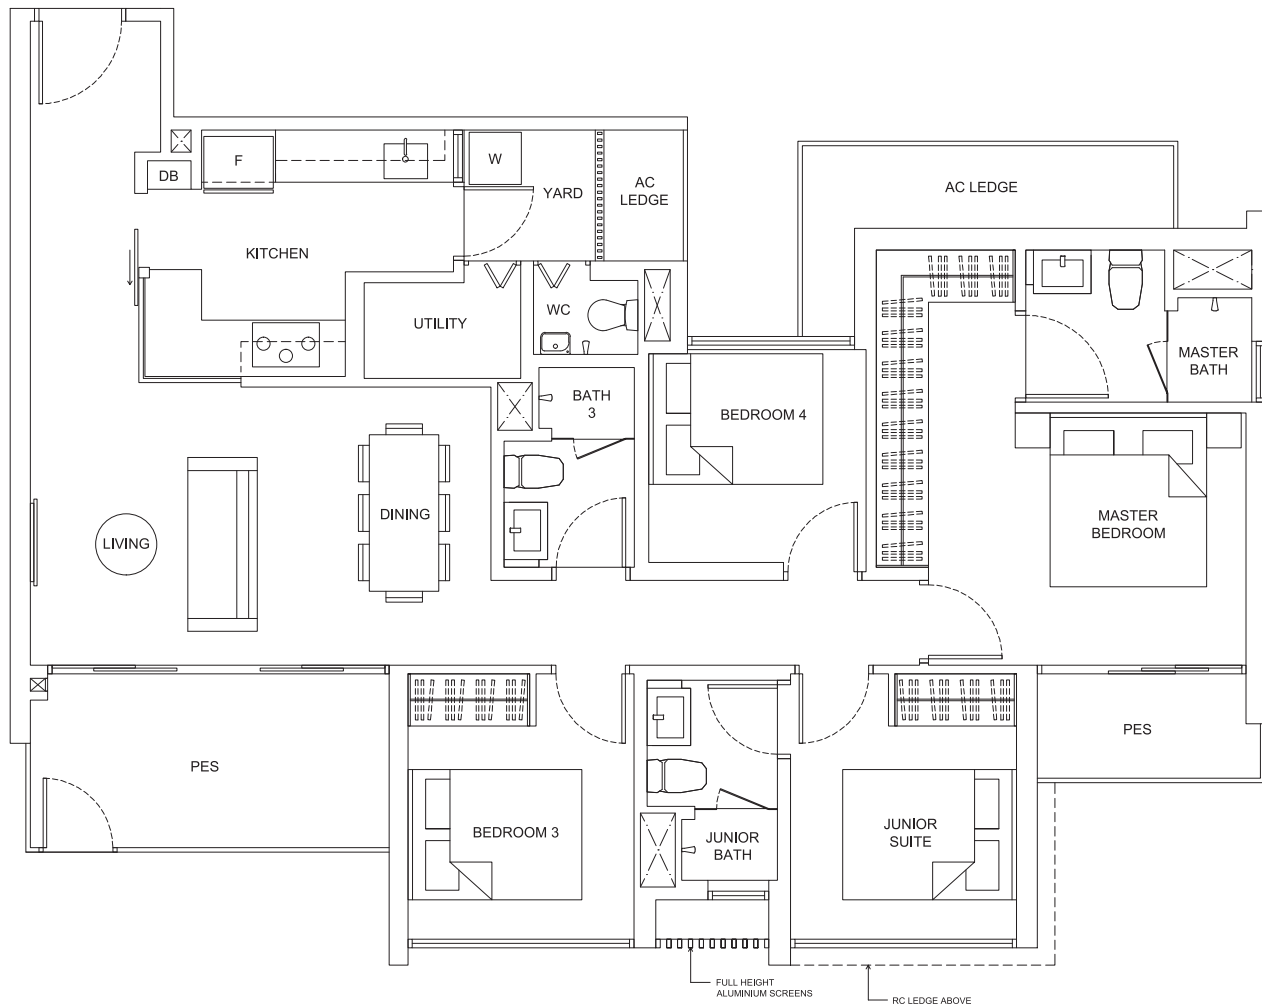 F
DB
W
YARD
AC
LEDGE
AC LEDGE
KITCHEN
UTILITY
WC
MASTER
BATH
BATH
3
BEDROOM 4
LIVING
DINING
MASTER
BEDROOM
PES
PES
BEDROOM 3
JUNIOR
BATH
JUNIOR
SUITE
FULL HEIGHT
ALUMINIUM SCREENS
RC LEDGE ABOVE